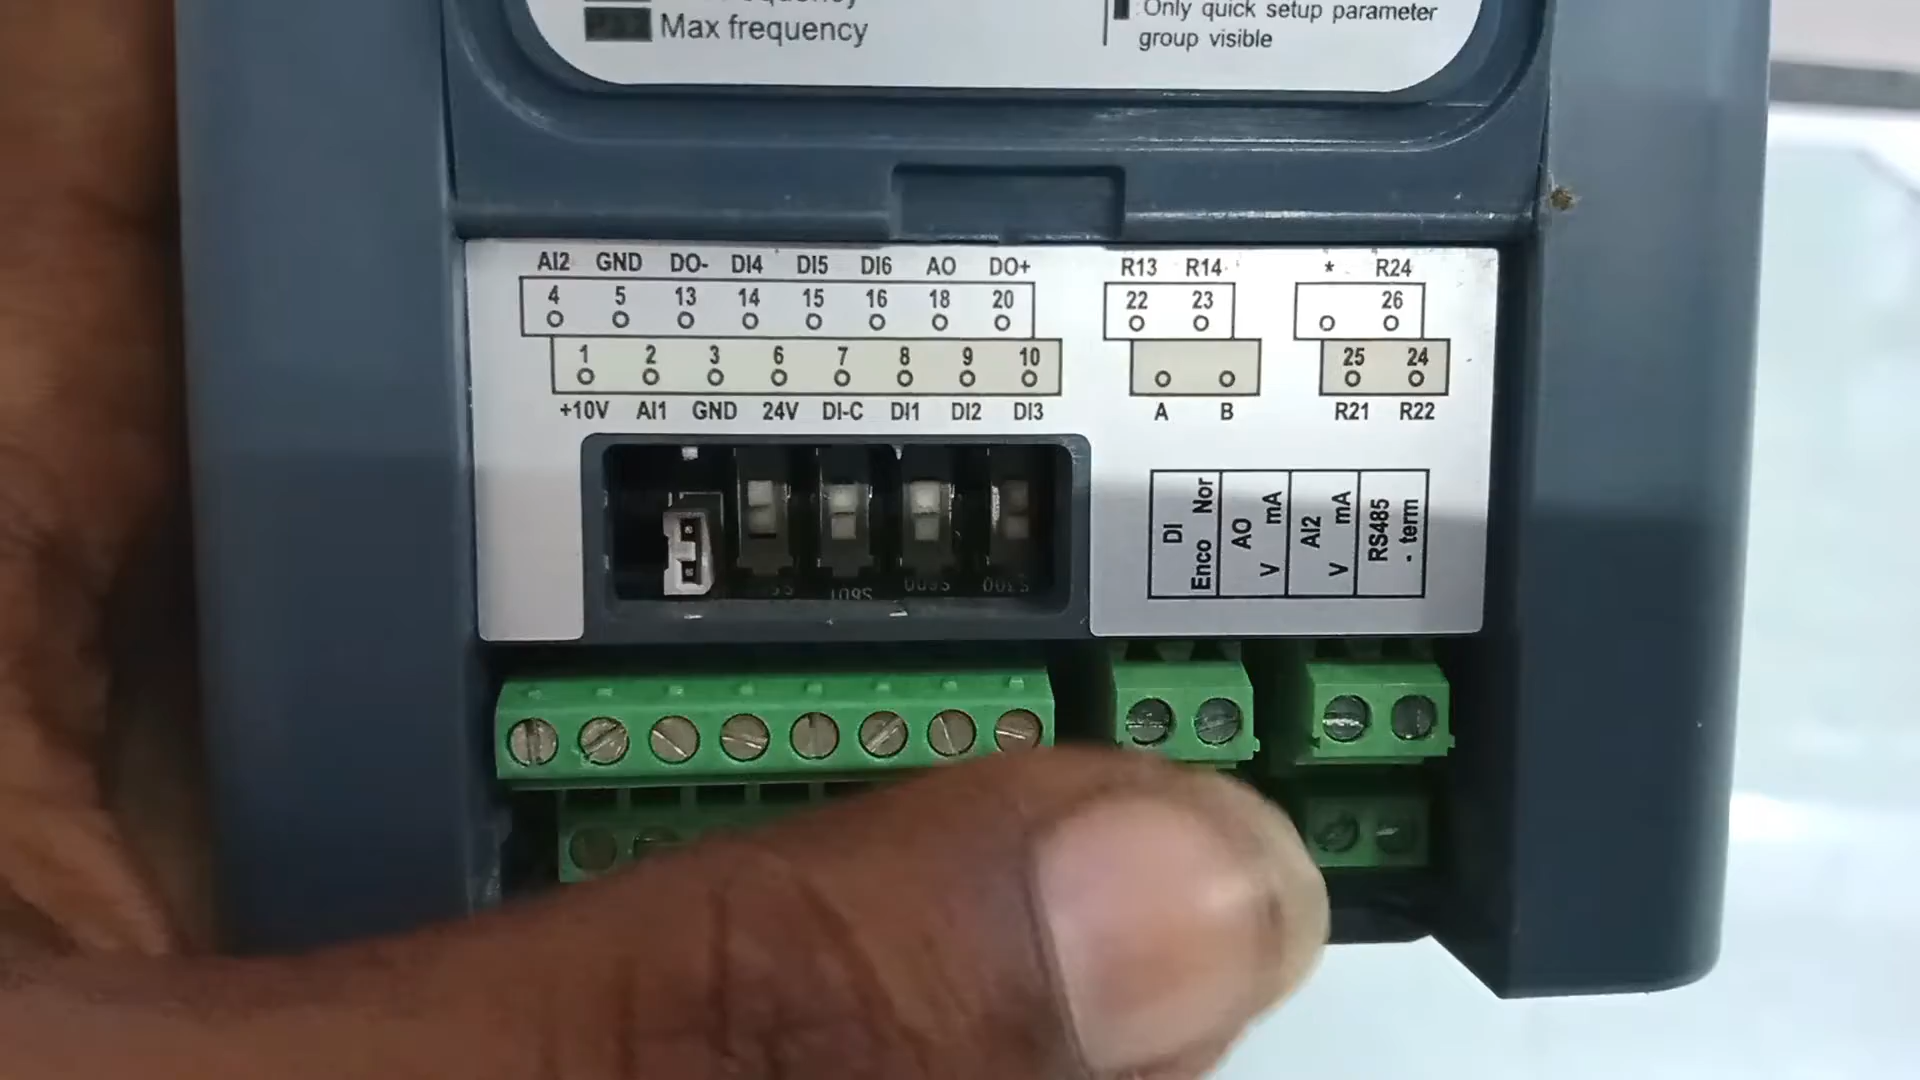 Max frequency
Only quick setup parameter
group visible
AI2 GND DO- DI4 DI5 DI6 AO DO+
4 5 13 14 15 16 18 20
1 2 3 6 7 8 9 10
+10V AI1 GND 24V DI-C DI1 DI2 DI3
R13 R14
22 23
A B
* R24
26
25 24
R21 R22
DI
Enco Nor
AO
V mA
AI2
V mA
RS485
- term